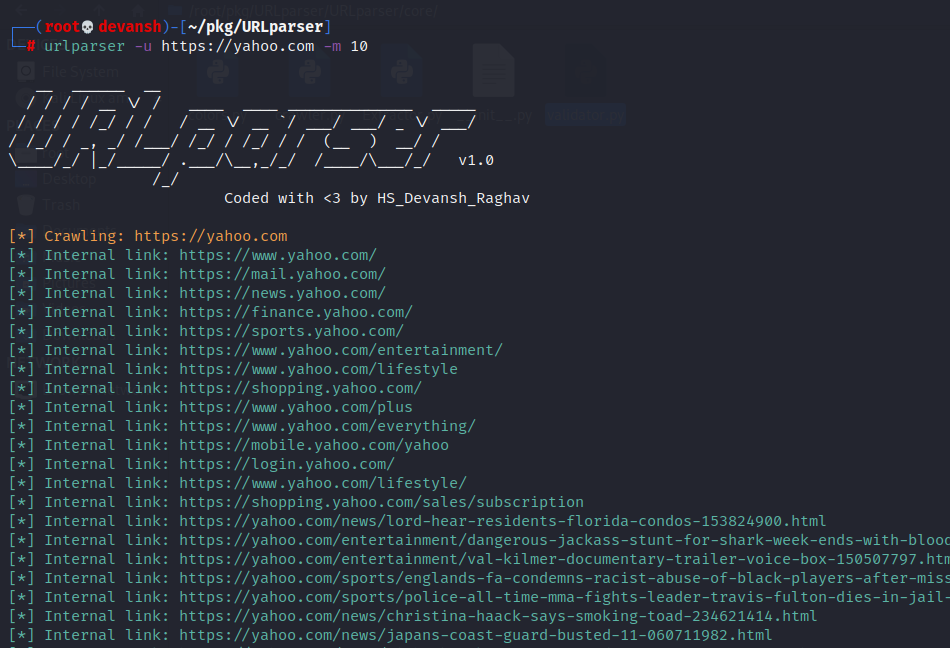 (root💀devansh)-[~/pkg/URLparser]
# urlparser -u https://yahoo.com -m 10
URLparser v1.0
Coded with <3 by HS_Devansh_Raghav
[*] Crawling: https://yahoo.com
[*] Internal link: https://www.yahoo.com/
[*] Internal link: https://mail.yahoo.com/
[*] Internal link: https://news.yahoo.com/
[*] Internal link: https://finance.yahoo.com/
[*] Internal link: https://sports.yahoo.com/
[*] Internal link: https://www.yahoo.com/entertainment/
[*] Internal link: https://www.yahoo.com/lifestyle
[*] Internal link: https://shopping.yahoo.com/
[*] Internal link: https://www.yahoo.com/plus
[*] Internal link: https://www.yahoo.com/everything/
[*] Internal link: https://mobile.yahoo.com/yahoo
[*] Internal link: https://login.yahoo.com/
[*] Internal link: https://www.yahoo.com/lifestyle/
[*] Internal link: https://shopping.yahoo.com/sales/subscription
[*] Internal link: https://yahoo.com/news/lord-hear-residents-florida-condos-153824900.html
[*] Internal link: https://yahoo.com/entertainment/dangerous-jackass-stunt-for-shark-week-ends-with-blood
[*] Internal link: https://yahoo.com/entertainment/val-kilmer-documentary-trailer-voice-box-150507797.htm
[*] Internal link: https://yahoo.com/sports/englands-fa-condemns-racist-abuse-of-black-players-after-miss
[*] Internal link: https://yahoo.com/sports/police-all-time-mma-fights-leader-travis-fulton-dies-in-jail-
[*] Internal link: https://yahoo.com/news/christina-haack-says-smoking-toad-234621414.html
[*] Internal link: https://yahoo.com/news/japans-coast-guard-busted-11-060711982.html